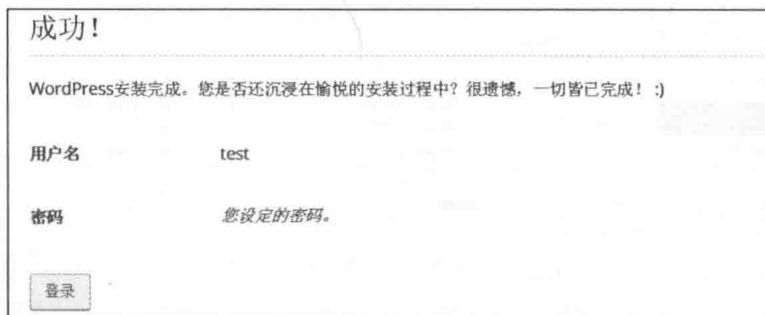 成功！
WordPress安装完成。您是否还沉浸在愉悦的安装过程中？很遗憾，一切皆已完成！:)
用户名 test
密码 您设定的密码。
登录